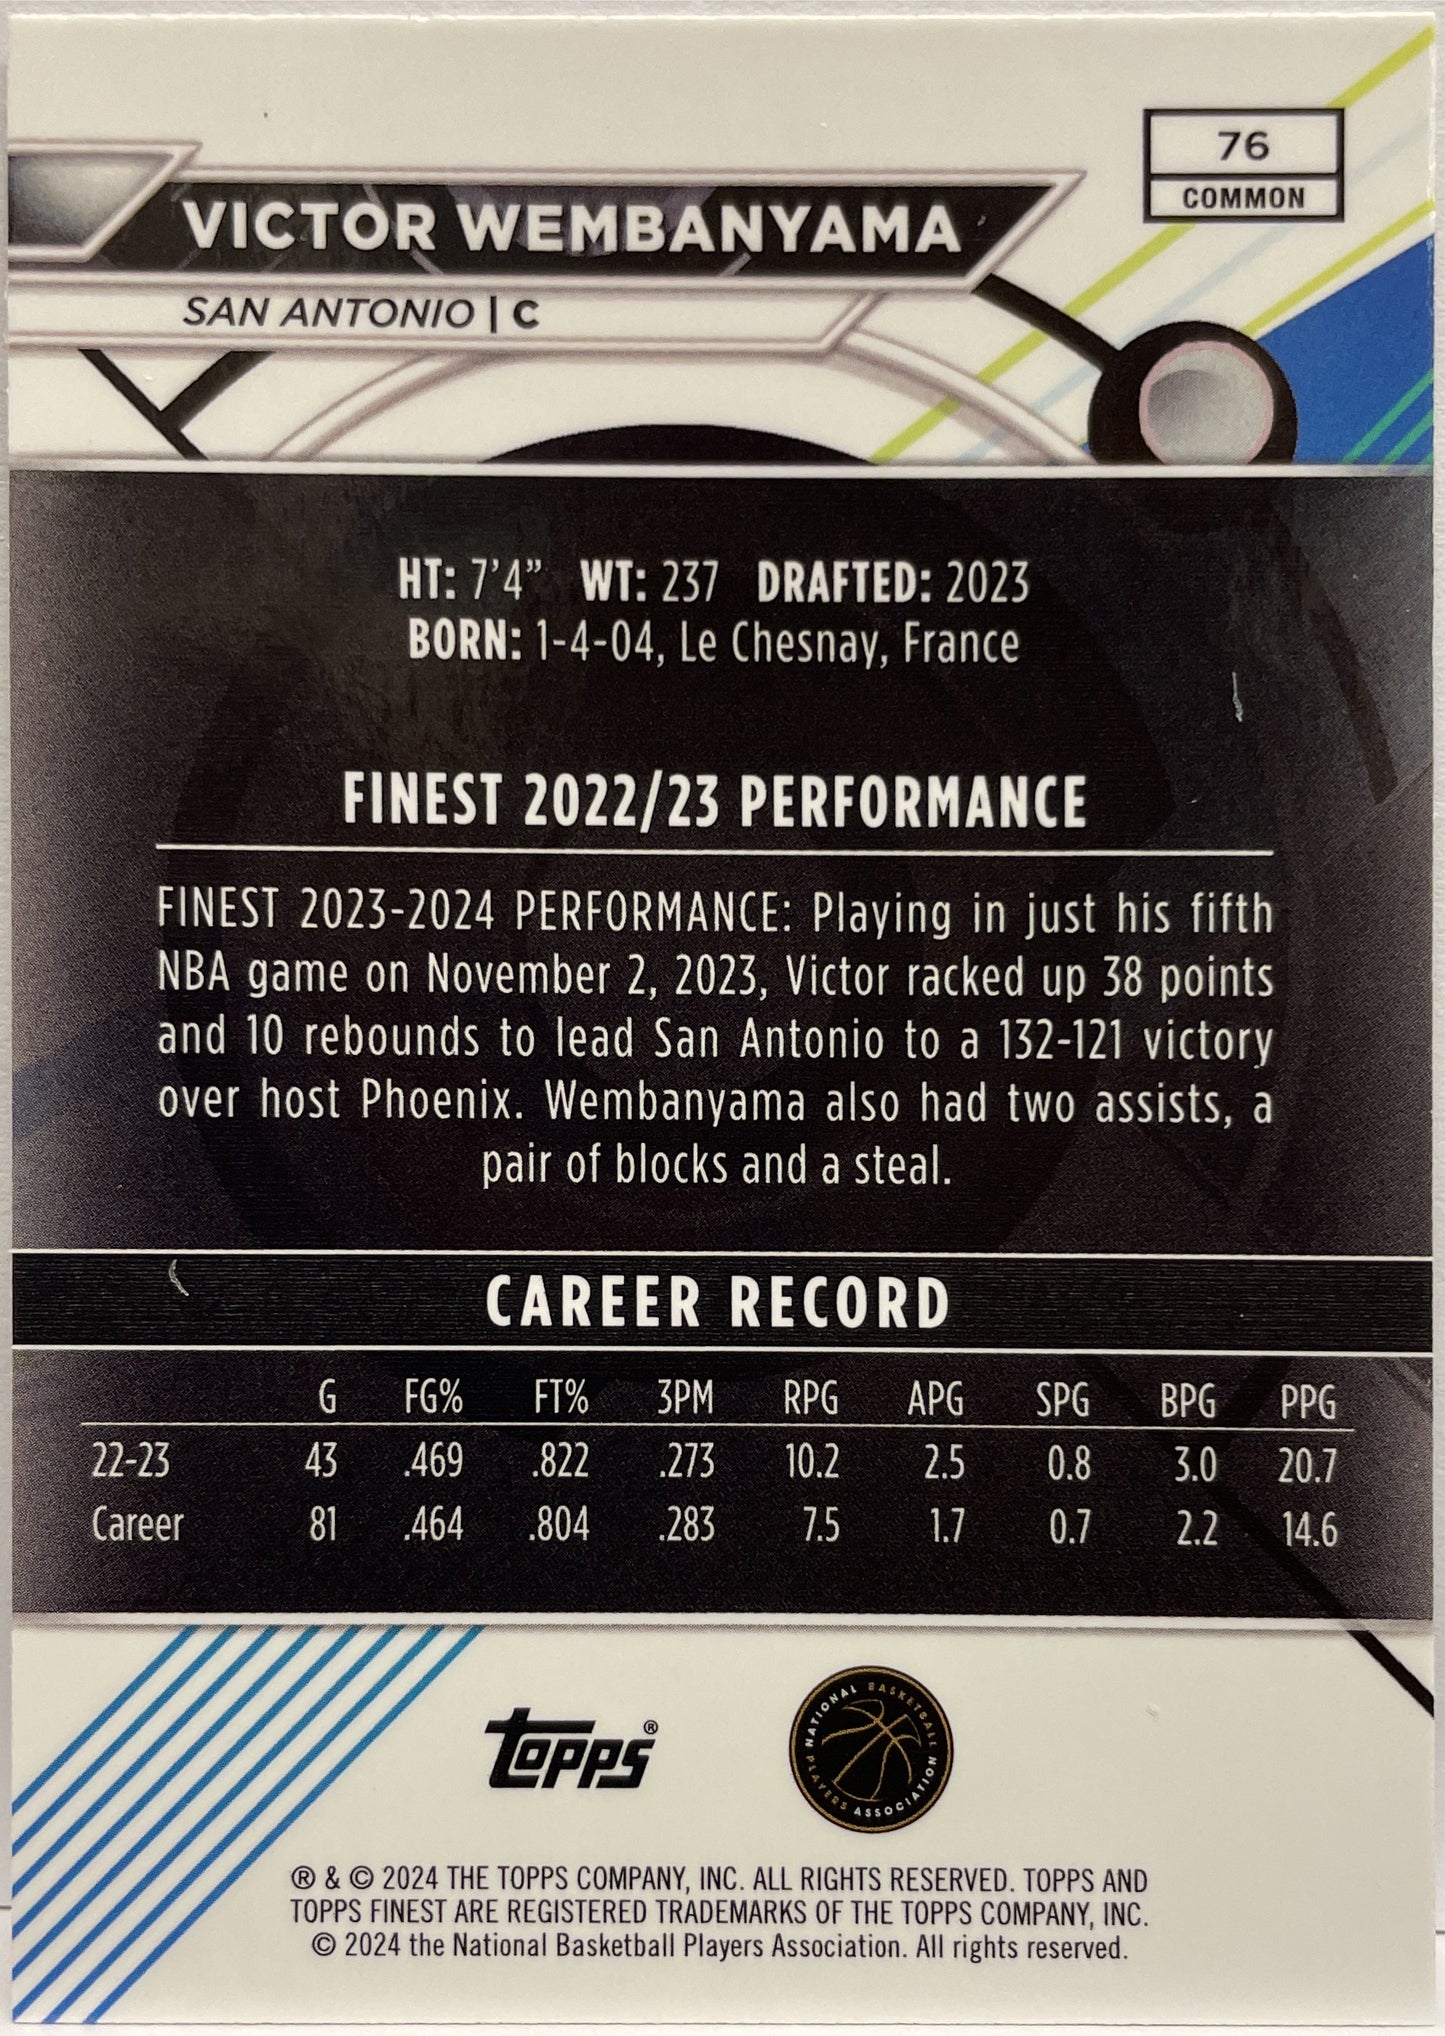 76
COMMON
VICTOR WEMBANYAMA
SAN ANTONIO | C
HT: 7'4” WT: 237 DRAFTED: 2023
BORN: 1-4-04, Le Chesnay, France
FINEST 2022/23 PERFORMANCE
FINEST 2023-2024 PERFORMANCE: Playing in just his fifth
NBA game on November 2, 2023, Victor racked up 38 points
and 10 rebounds to lead San Antonio to a 132-121 victory
over host Phoenix. Wembanyama also had two assists, a
pair of blocks and a steal.
CAREER RECORD
G FG% FT% 3PM RPG APG SPG BPG PPG
22-23 43 .469 .822 .273 10.2 2.5 0.8 3.0 20.7
Career 81 .464 .804 .283 7.5 1.7 0.7 2.2 14.6
topps®
NATIONAL BASKETBALL PLAYERS ASSOCIATION
® & © 2024 THE TOPPS COMPANY, INC. ALL RIGHTS RESERVED. TOPPS AND
TOPPS FINEST ARE REGISTERED TRADEMARKS OF THE TOPPS COMPANY, INC.
© 2024 the National Basketball Players Association. All rights reserved.